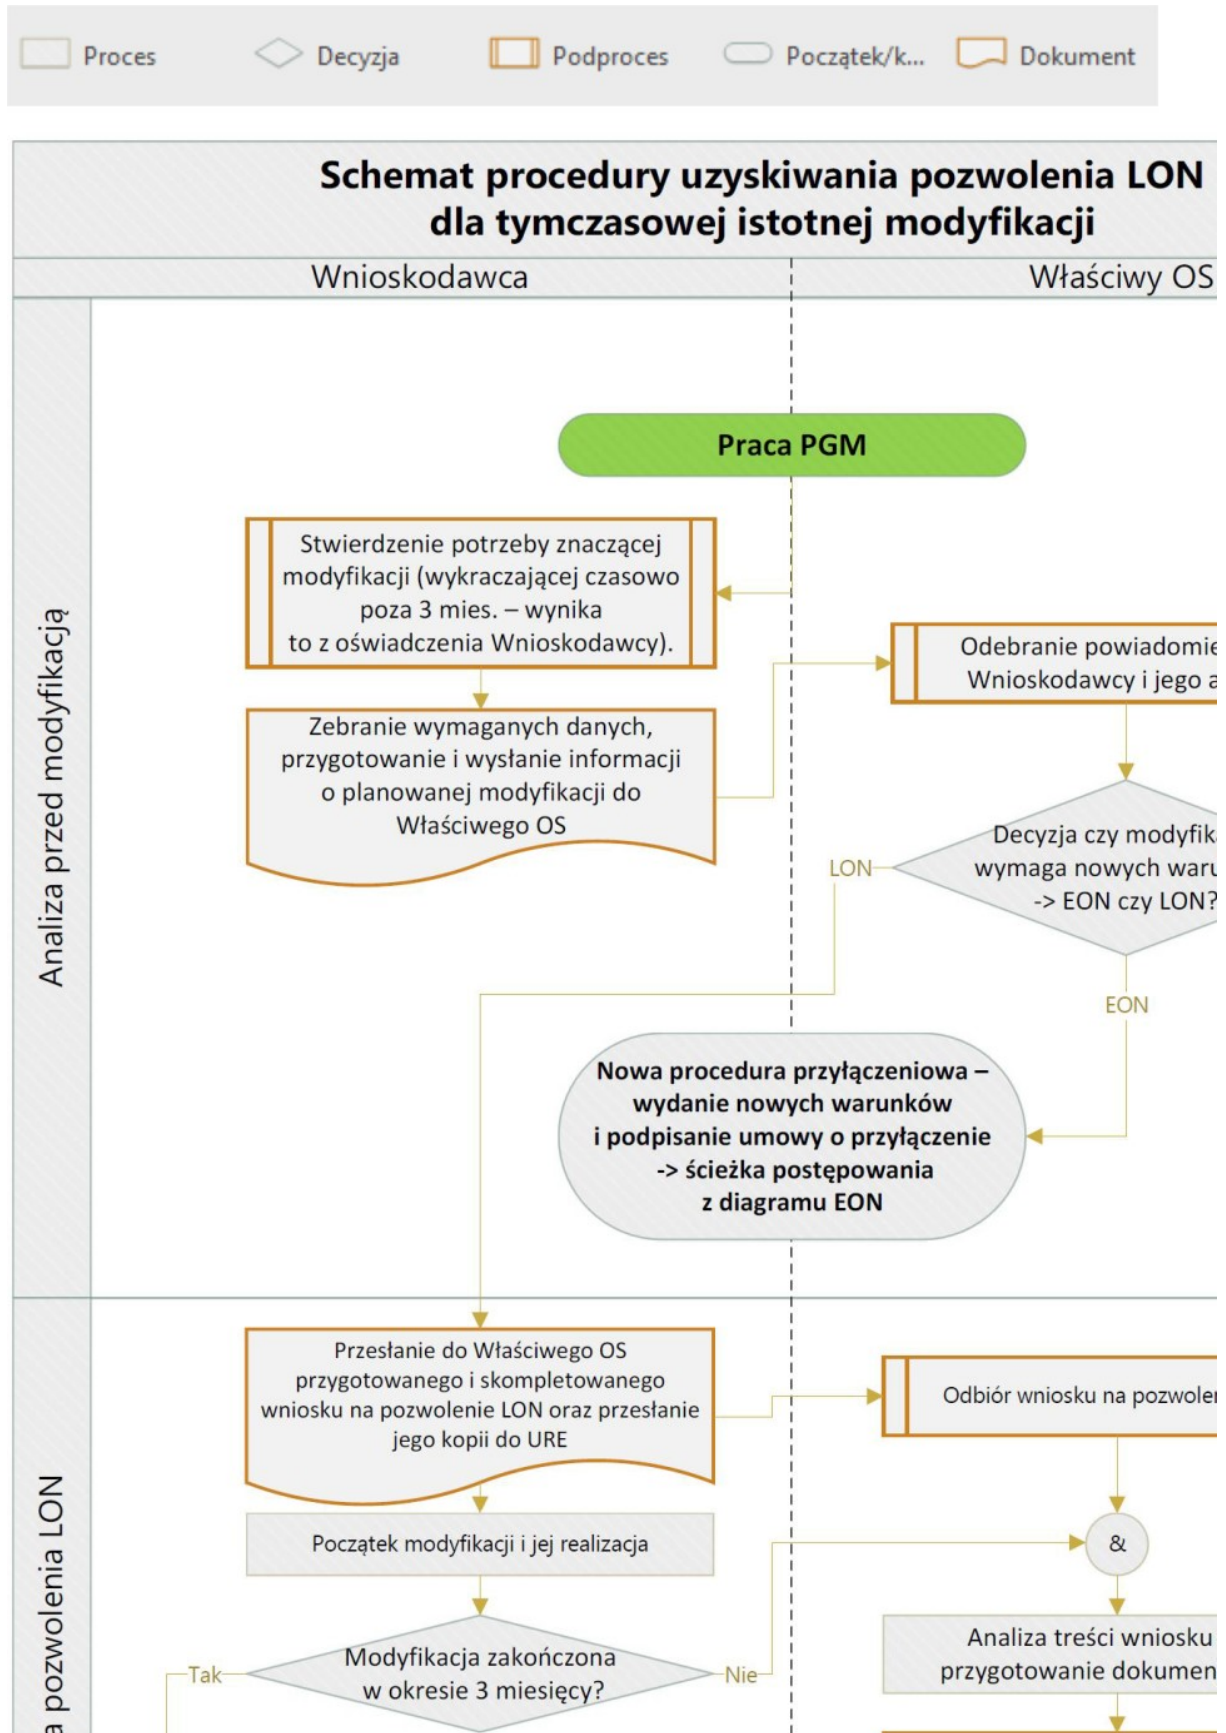 Proces
Decyzja
Podproces
Początek/k...
Dokument
Schemat procedury uzyskiwania pozwolenia LON
dla tymczasowej istotnej modyfikacji
Wnioskodawca
Właściwy OS
Analiza przed modyfikacją
Praca PGM
Stwierdzenie potrzeby znaczącej
modyfikacji (wykraczającej czasowo
poza 3 mies. – wynika
to z oświadczenia Wnioskodawcy).
Odebranie powiadomie
Wnioskodawcy i jego a
Zebranie wymaganych danych,
przygotowanie i wysłanie informacji
o planowanej modyfikacji do
Właściwego OS
Decyzja czy modyfika
wymaga nowych waru
-> EON czy LON?
LON
EON
Nowa procedura przyłączeniowa –
wydanie nowych warunków
i podpisanie umowy o przyłączenie
-> ścieżka postępowania
z diagramu EON
a pozwolenia LON
Przesłanie do Właściwego OS
przygotowanego i skompletowanego
wniosku na pozwolenie LON oraz przesłanie
jego kopii do URE
Odbiór wniosku na pozwolen
Początek modyfikacji i jej realizacja
&
Modyfikacja zakończona
w okresie 3 miesięcy?
Tak
Nie
Analiza treści wniosku
przygotowanie dokumen